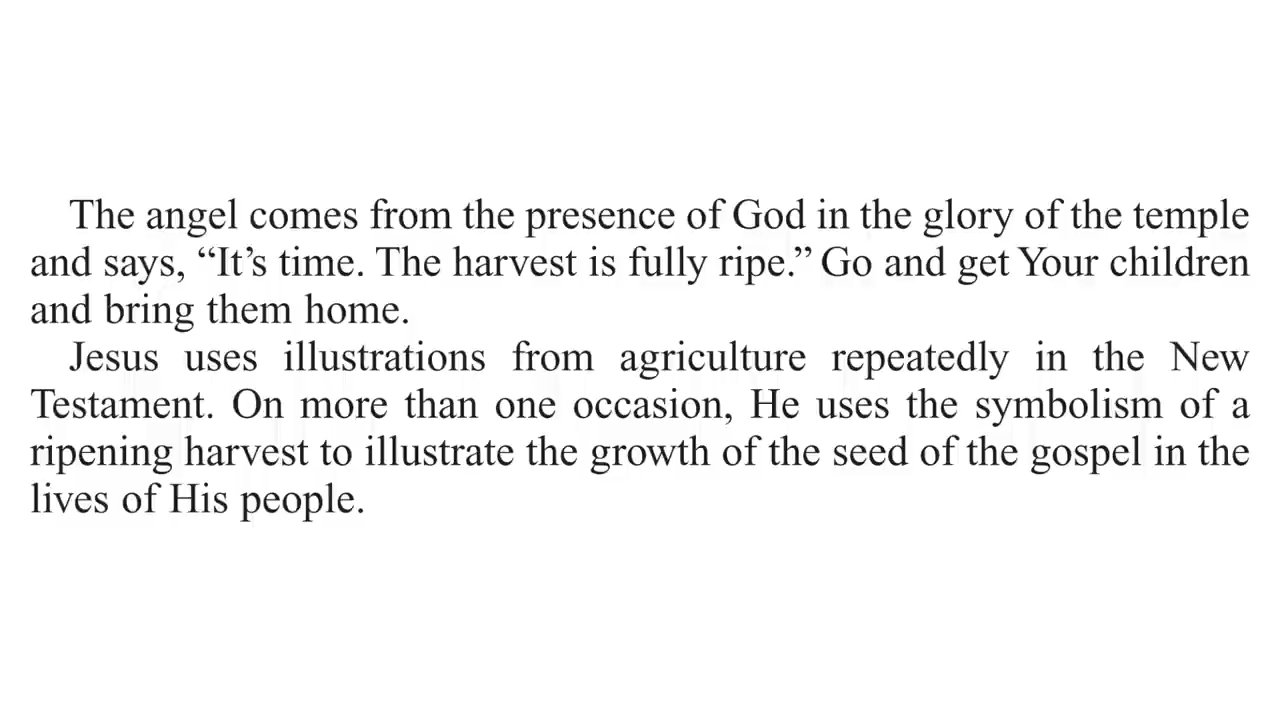 The angel comes from the presence of God in the glory of the temple
and says, “It’s time. The harvest is fully ripe.” Go and get Your children
and bring them home.
Jesus uses illustrations from agriculture repeatedly in the New
Testament. On more than one occasion, He uses the symbolism of a
ripening harvest to illustrate the growth of the seed of the gospel in the
lives of His people.